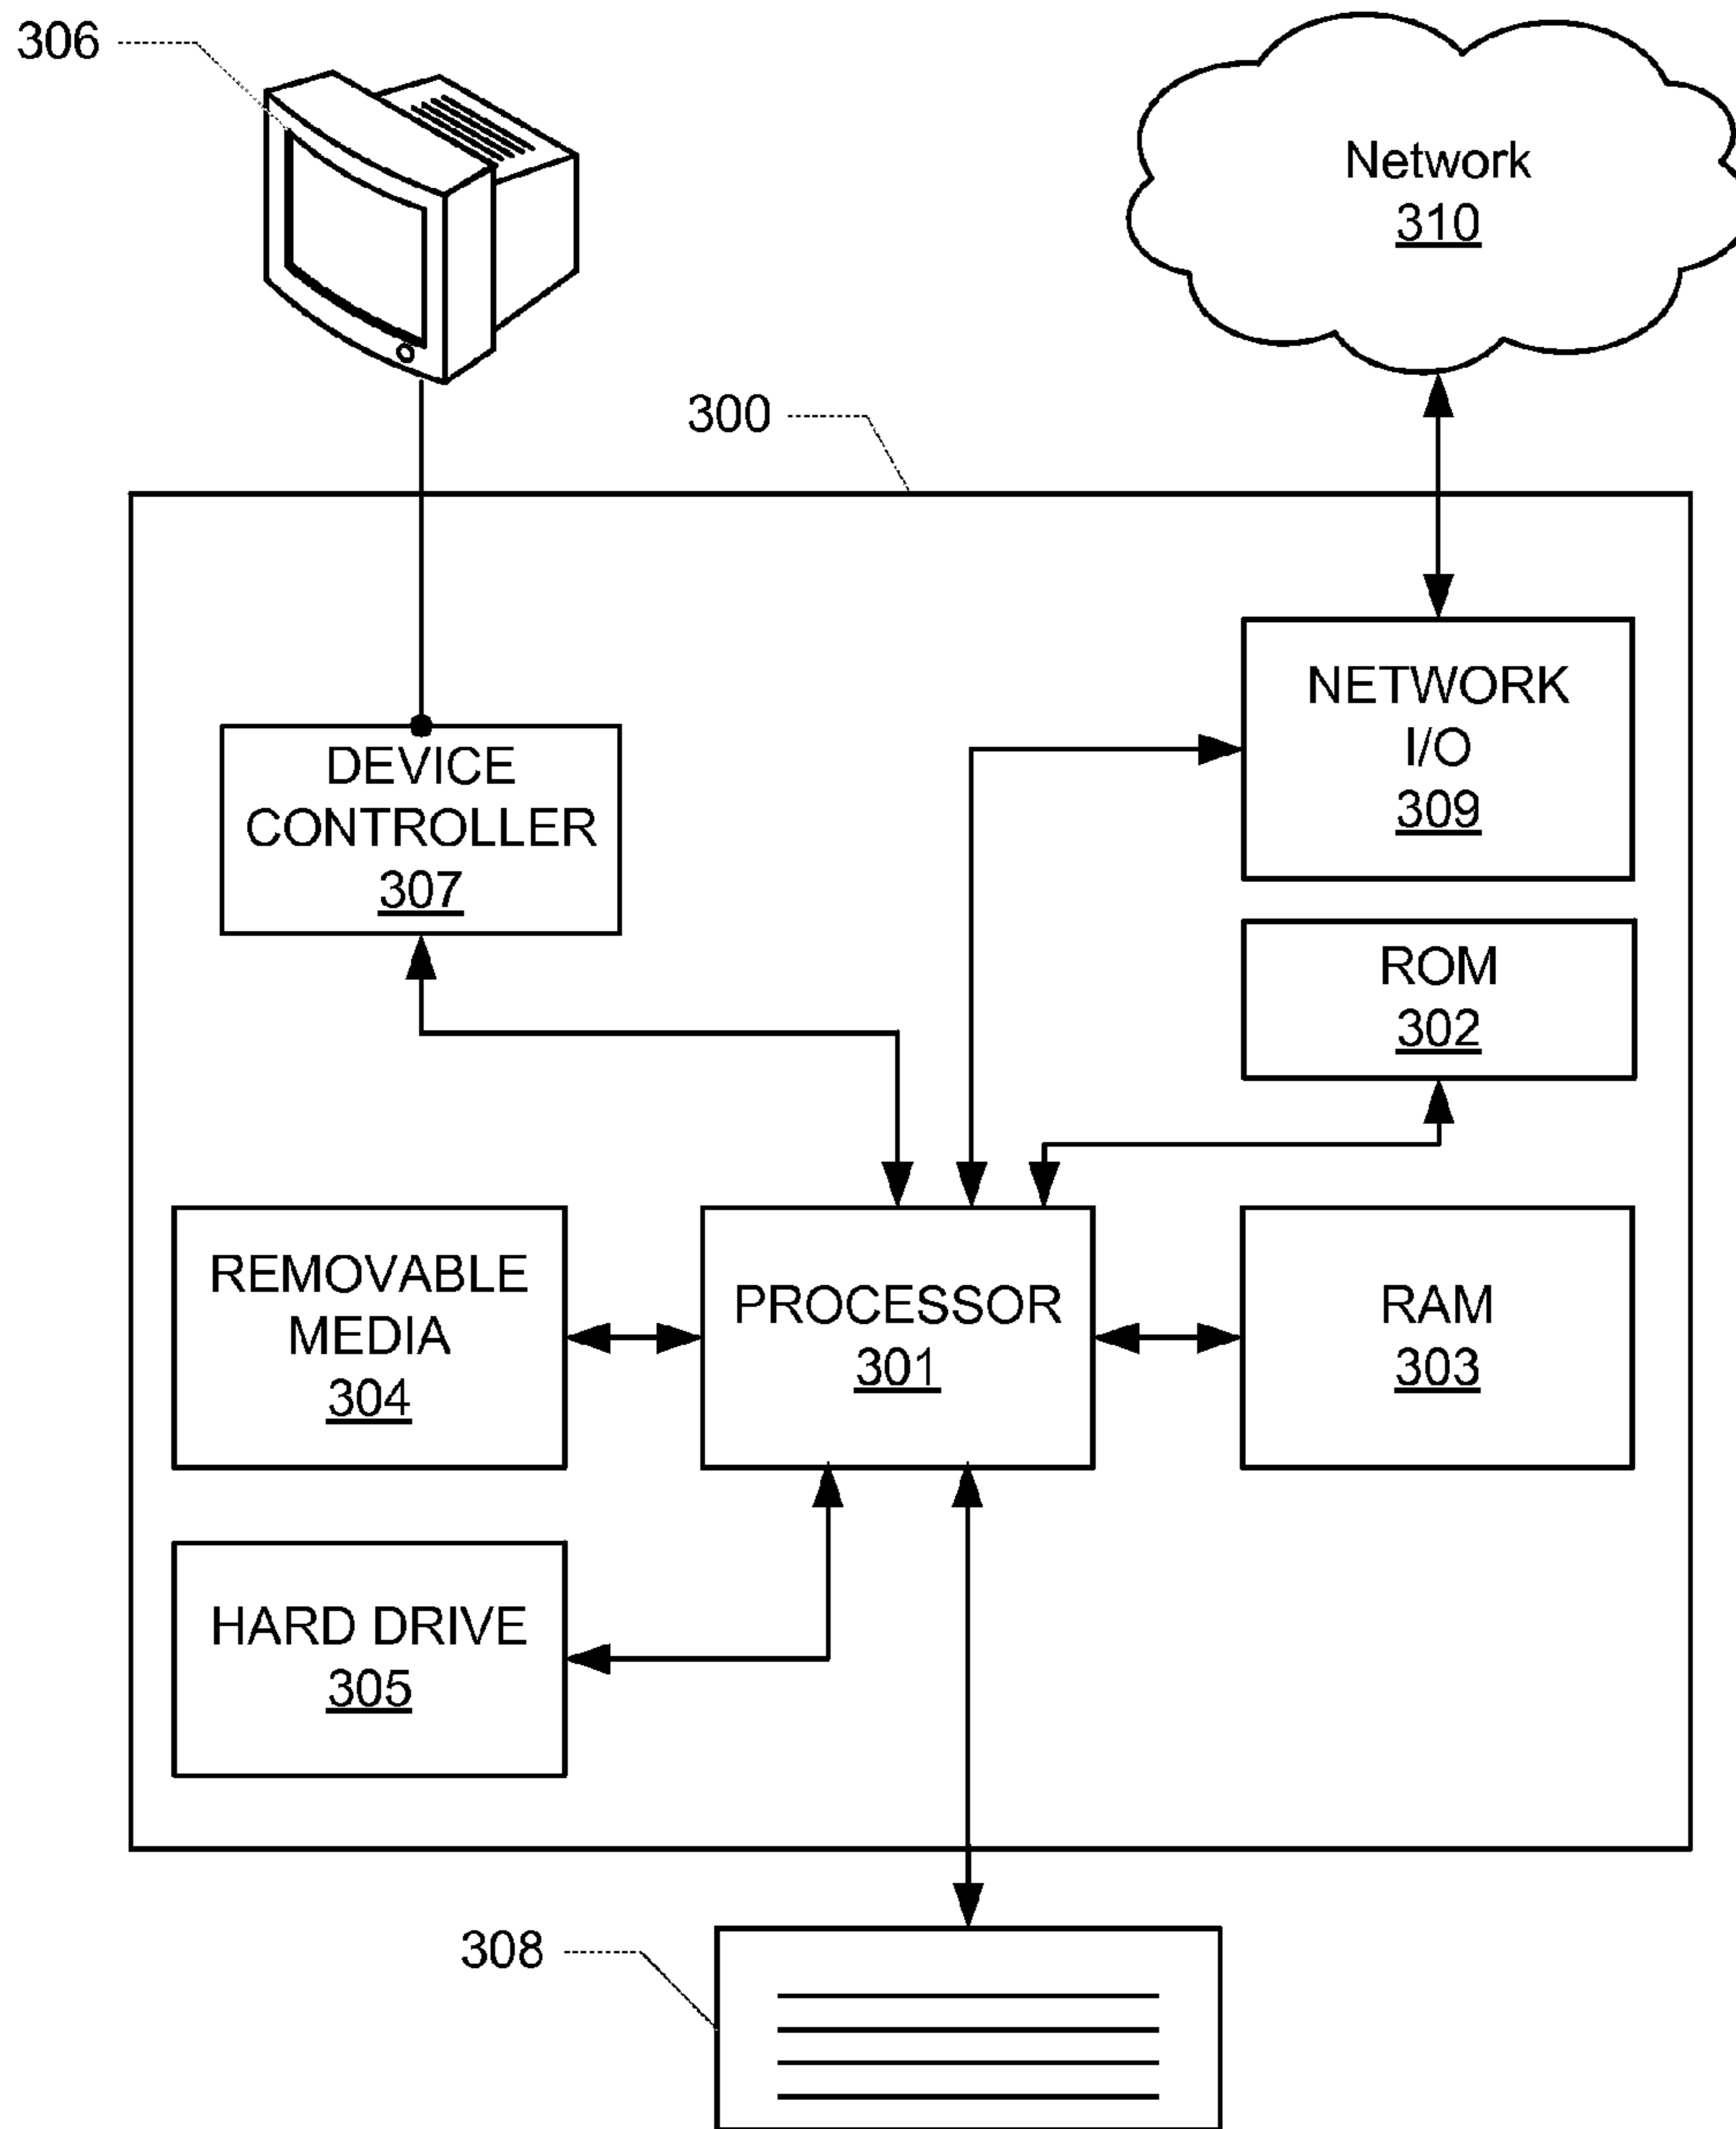 306
Network
310
300
NETWORK
I/O
309
DEVICE
CONTROLLER
307
ROM
302
REMOVABLE
MEDIA
304
PROCESSOR
301
RAM
303
HARD DRIVE
305
308